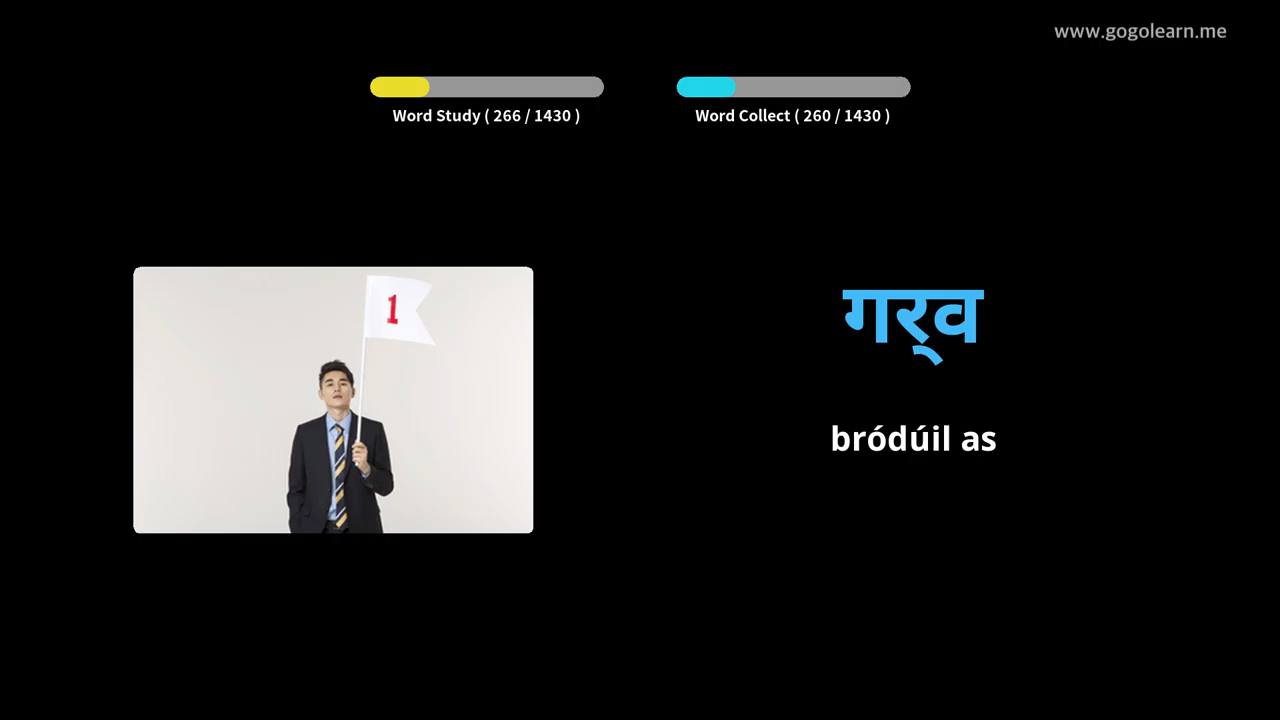 www.gogolearn.me
Word Study ( 266 / 1430 )
Word Collect ( 260 / 1430 )
1
गर्‌व
bródúil as